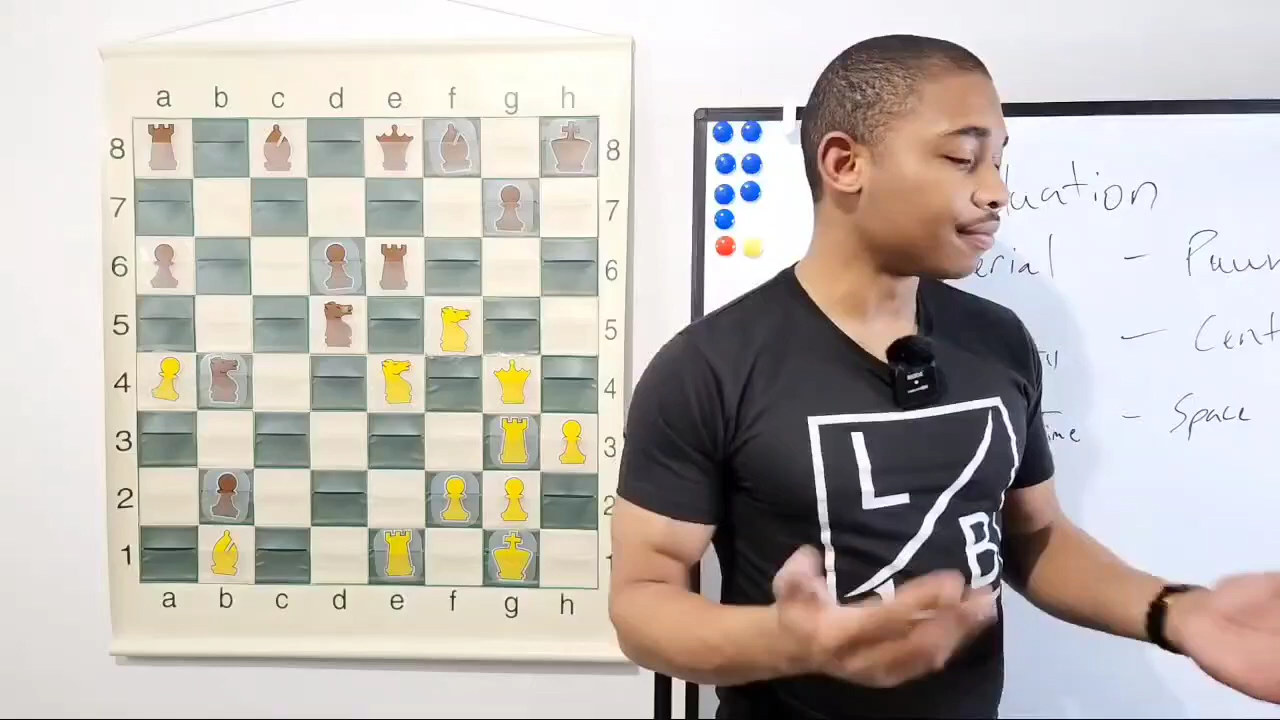 a b c d e f g h
8 8
7 7
6 6
5 5
4 4
3 3
2 2
1
a b c d e f g h
uation
erial - Pawn
- Cent
ime - Space
L
B